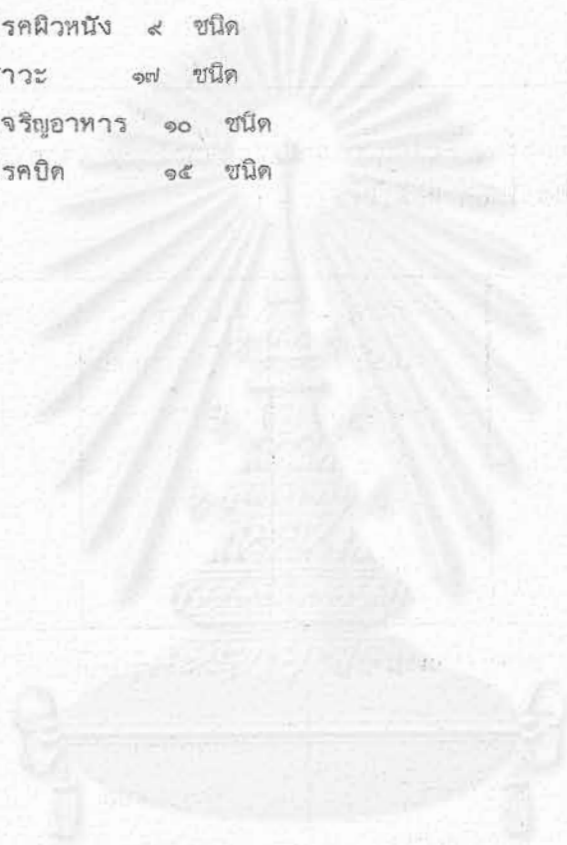 รคผิวหนัง ๙ ชนิด
าวะ ๑๗ ชนิด
จริญอาหาร ๑๐ ชนิด
รคบิด ๑๕ ชนิด